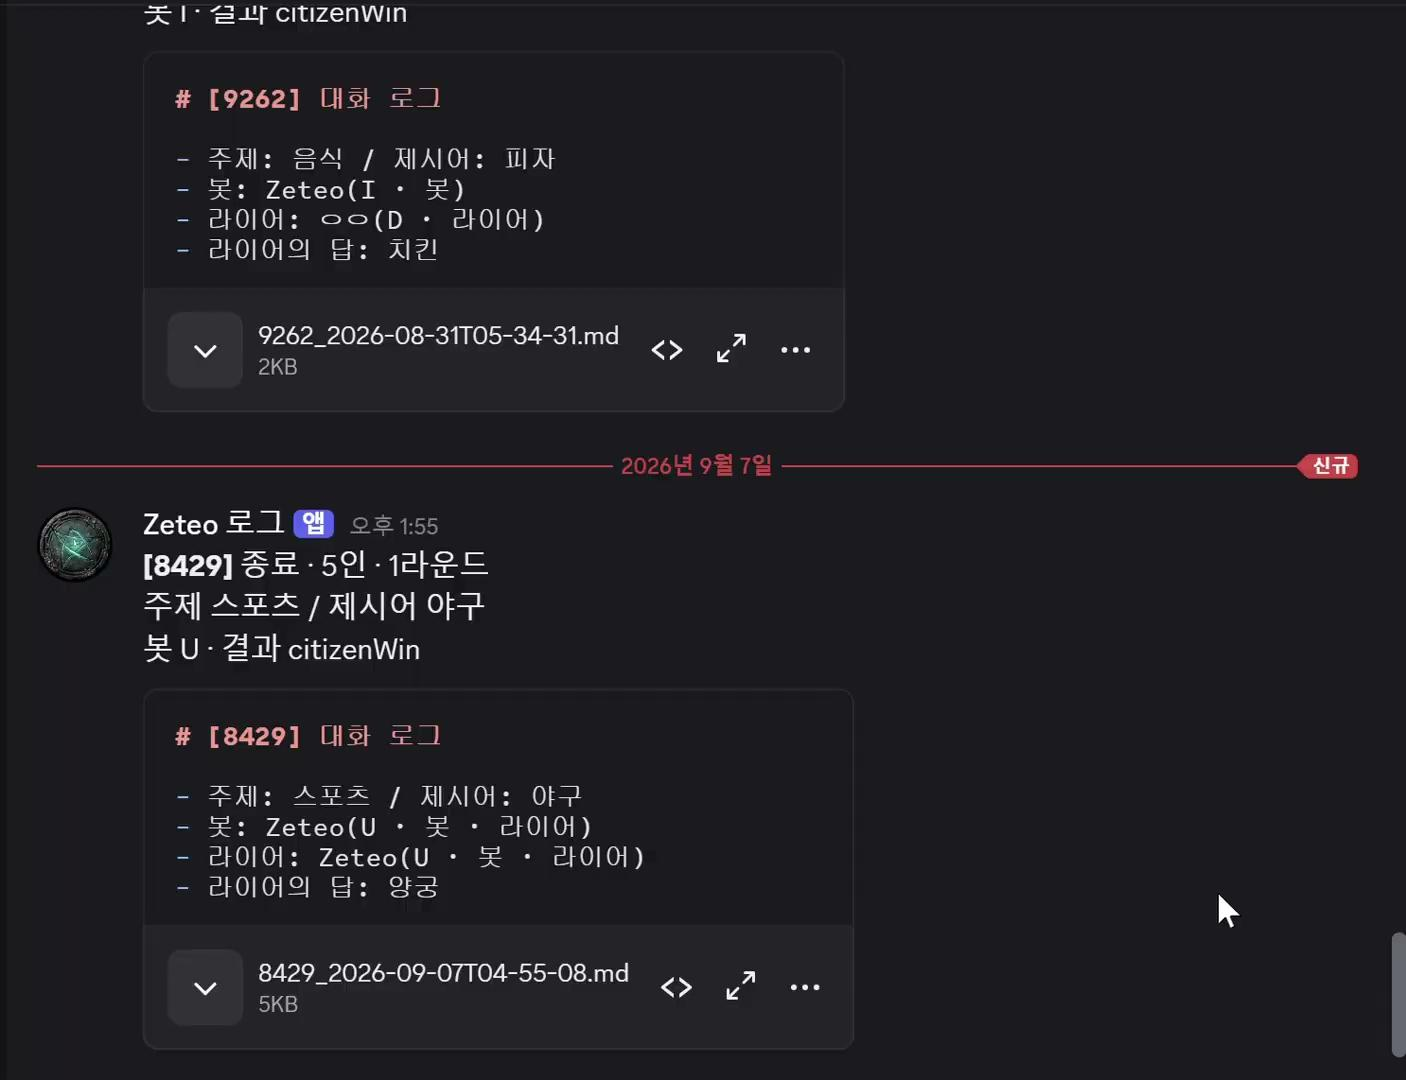 봇 I · 결과 citizenWin
# [9262] 대화 로그
- 주제: 음식 / 제시어: 피자
- 봇: Zeteo(I · 봇)
- 라이어: ㅇㅇ(D · 라이어)
- 라이어의 답: 치킨
9262_2026-08-31T05-34-31.md
2KB
2026년 9월 7일
신규
Zeteo 로그 앱 오후 1:55
[8429] 종료 · 5인 · 1라운드
주제 스포츠 / 제시어 야구
봇 U · 결과 citizenWin
# [8429] 대화 로그
- 주제: 스포츠 / 제시어: 야구
- 봇: Zeteo(U · 봇 · 라이어)
- 라이어: Zeteo(U · 봇 · 라이어)
- 라이어의 답: 양궁
8429_2026-09-07T04-55-08.md
5KB